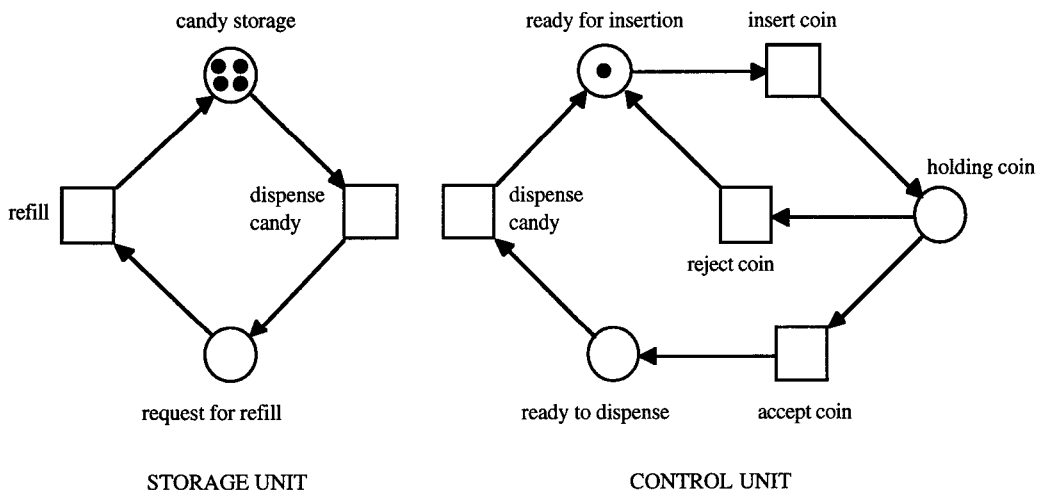 candy storage
ready for insertion
insert coin
holding coin
refill
dispense
candy
dispense
candy
reject coin
request for refill
ready to dispense
accept coin
STORAGE UNIT
CONTROL UNIT